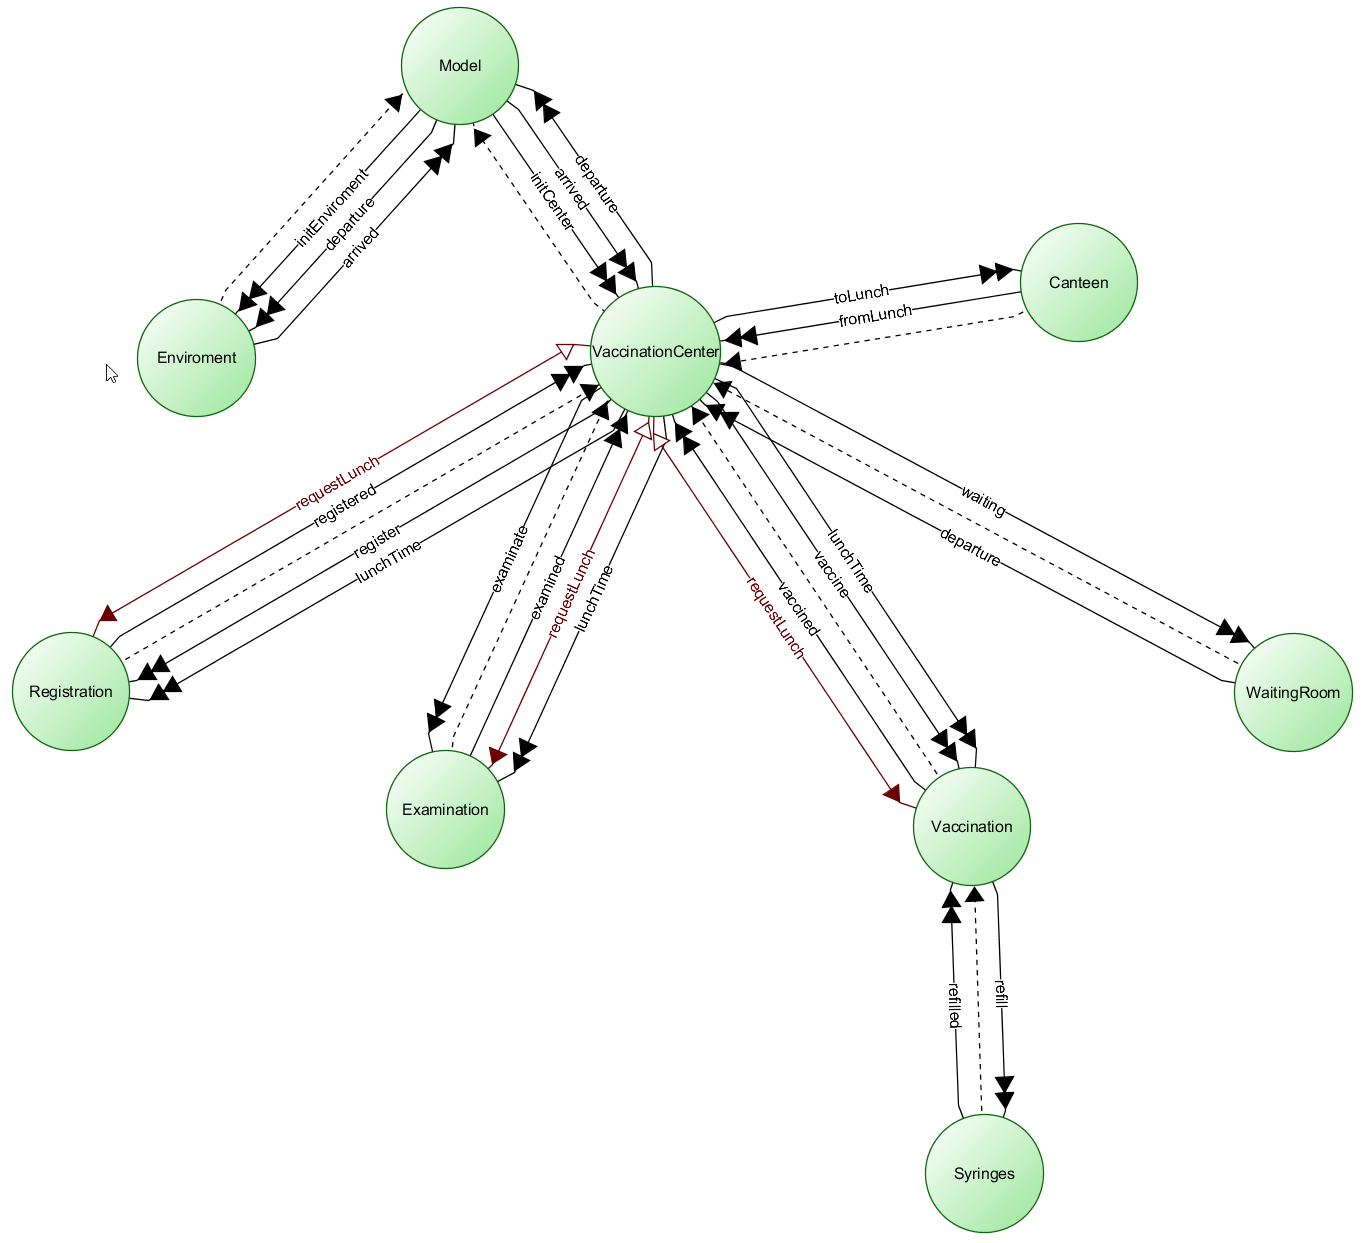 Model
departure
arrived
initCenter
initEnviroment
departure
arrived
Canteen
toLunch
fromLunch
VaccinationCenter
Enviroment
requestLunch
registered
register
lunchTime
examinate
examined
requestLunch
lunchTime
waiting
departure
lunchTime
vaccine
vaccined
requestLunch
Registration
WaitingRoom
Examination
Vaccination
refilled
refill
Syringes